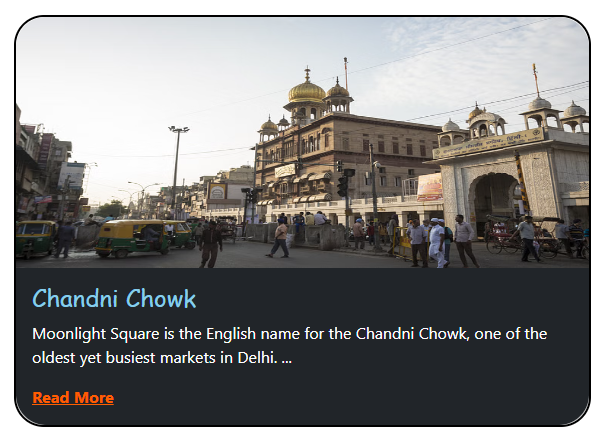 Chandni Chowk
Moonlight Square is the English name for the Chandni Chowk, one of the
oldest yet busiest markets in Delhi. ...
Read More